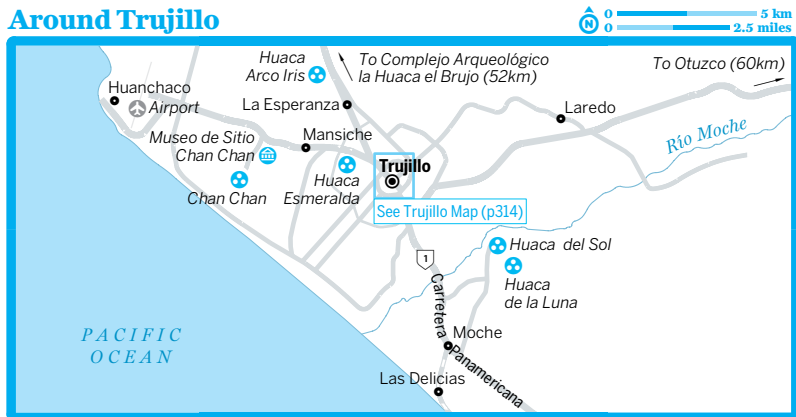 Around Trujillo
0 5 km
N 0 2.5 miles
Huaca
Arco Iris
To Complejo Arqueológico
la Huaca el Brujo (52km)
To Otuzco (60km)
Huanchaco
Airport
La Esperanza
Laredo
Río Moche
Museo de Sitio
Chan Chan
Mansiche
Trujillo
Chan Chan
Huaca
Esmeralda
See Trujillo Map (p314)
Huaca del Sol
1
Huaca
de la Luna
Carretera
Panamericana
PACIFIC
OCEAN
Moche
Las Delicias